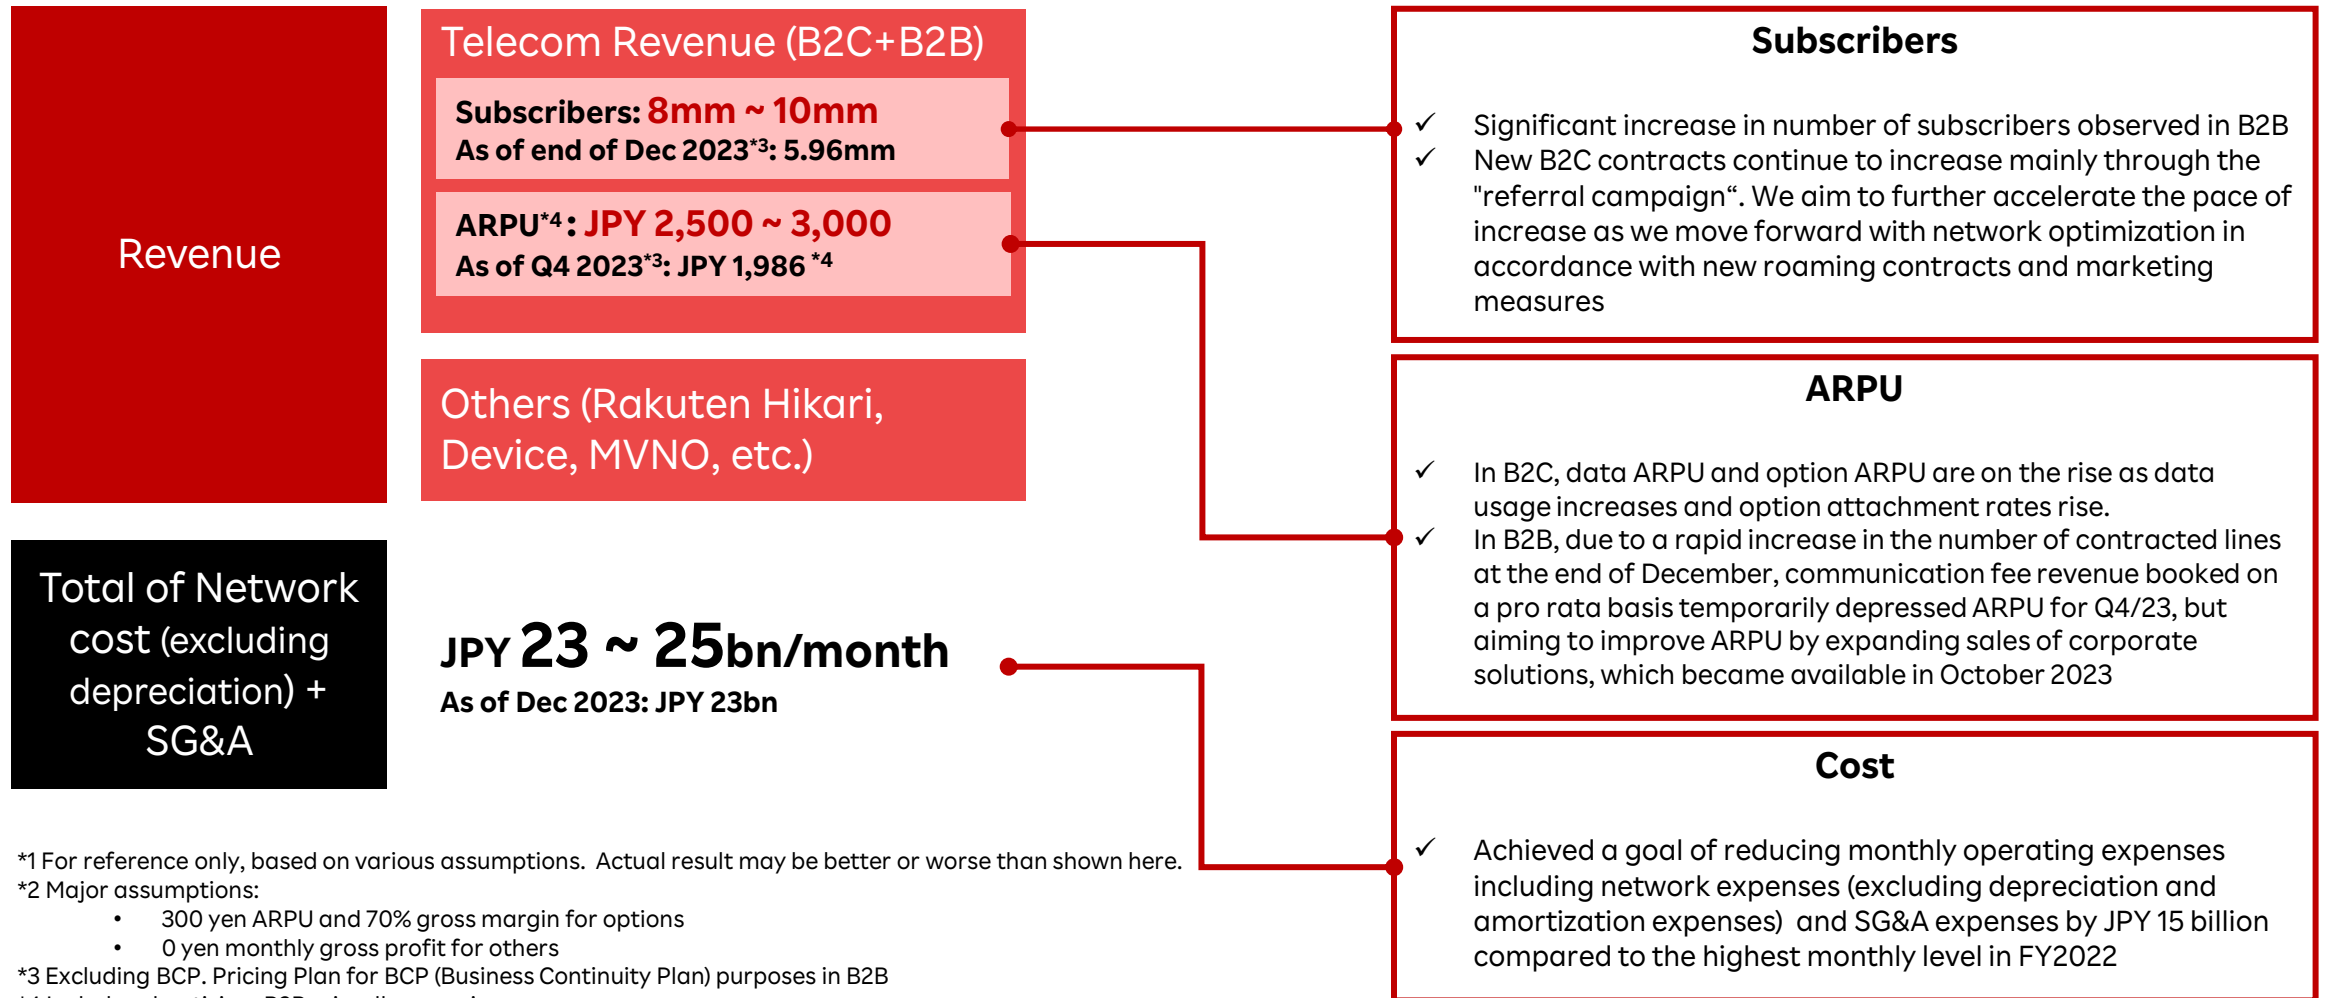 Revenue
Telecom Revenue (B2C+B2B)
Subscribers: 8mm ~ 10mm
As of end of Dec 2023*3: 5.96mm
ARPU*4 : JPY 2,500 ~ 3,000
As of Q4 2023*3: JPY 1,986 *4
Others (Rakuten Hikari,
Device, MVNO, etc.)
Total of Network
cost (excluding
depreciation) +
SG&A
JPY 23 ~ 25bn/month
As of Dec 2023: JPY 23bn
Subscribers
✓ Significant increase in number of subscribers observed in B2B
✓ New B2C contracts continue to increase mainly through the
"referral campaign“. We aim to further accelerate the pace of
increase as we move forward with network optimization in
accordance with new roaming contracts and marketing
measures
ARPU
✓ In B2C, data ARPU and option ARPU are on the rise as data
usage increases and option attachment rates rise.
✓ In B2B, due to a rapid increase in the number of contracted lines
at the end of December, communication fee revenue booked on
a pro rata basis temporarily depressed ARPU for Q4/23, but
aiming to improve ARPU by expanding sales of corporate
solutions, which became available in October 2023
Cost
✓ Achieved a goal of reducing monthly operating expenses
including network expenses (excluding depreciation and
amortization expenses) and SG&A expenses by JPY 15 billion
compared to the highest monthly level in FY2022
*1 For reference only, based on various assumptions. Actual result may be better or worse than shown here.
*2 Major assumptions:
• 300 yen ARPU and 70% gross margin for options
• 0 yen monthly gross profit for others
*3 Excluding BCP. Pricing Plan for BCP (Business Continuity Plan) purposes in B2B